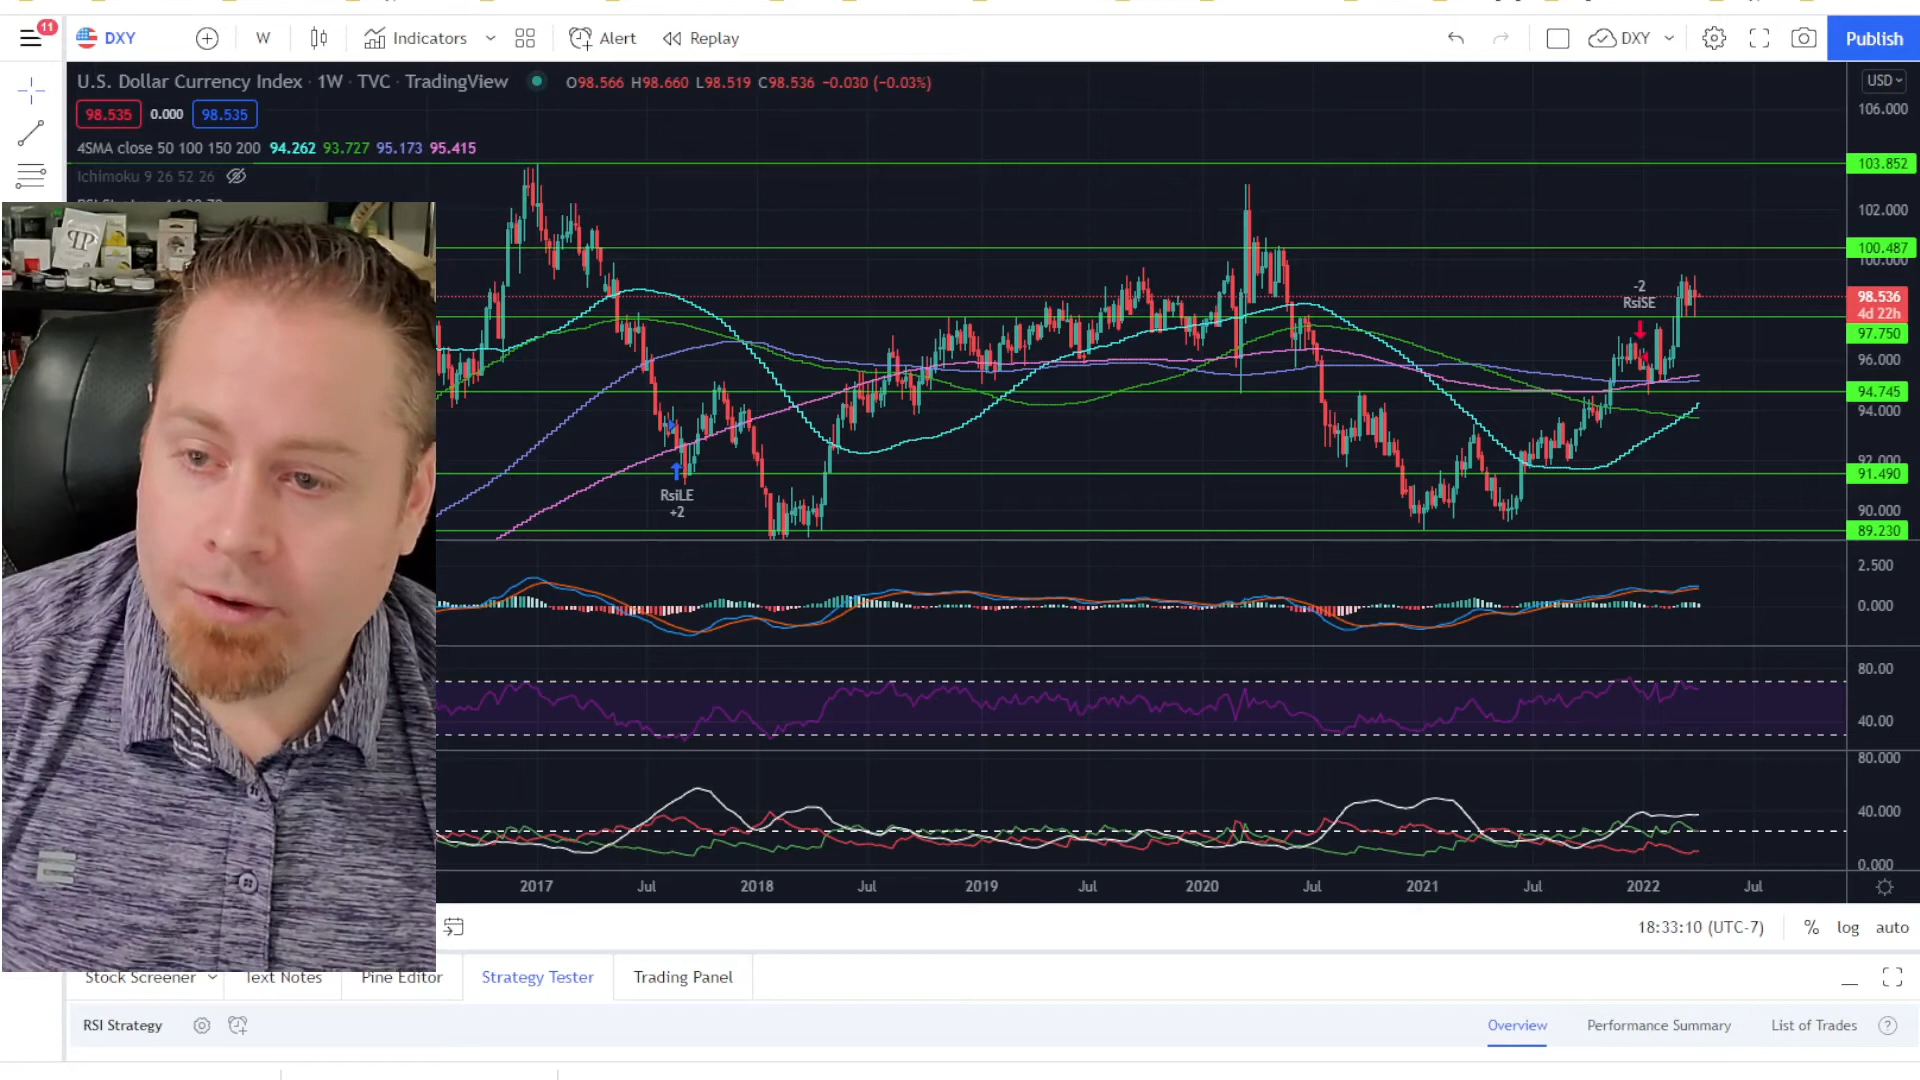 11
DXY
W
Indicators
Alert
Replay
DXY
Publish
U.S. Dollar Currency Index · 1W · TVC · TradingView
O98.566 H98.660 L98.519 C98.536 −0.030 (−0.03%)
USD
98.535 0.000 98.535
4SMA close 50 100 150 200 94.262 93.727 95.173 95.415
Ichimoku 9 26 52 26
106.000
103.852
102.000
100.487
100.000
98.536
4d 22h
97.750
96.000
94.745
94.000
92.000
91.490
90.000
89.230
-2
RsiSE
RsiLE
+2
2.500
0.000
80.00
40.00
80.000
40.000
0.000
2017 Jul 2018 Jul 2019 Jul 2020 Jul 2021 Jul 2022 Jul
18:33:10 (UTC-7) % log auto
Stock Screener Text Notes Pine Editor Strategy Tester Trading Panel
RSI Strategy
Overview Performance Summary List of Trades ?